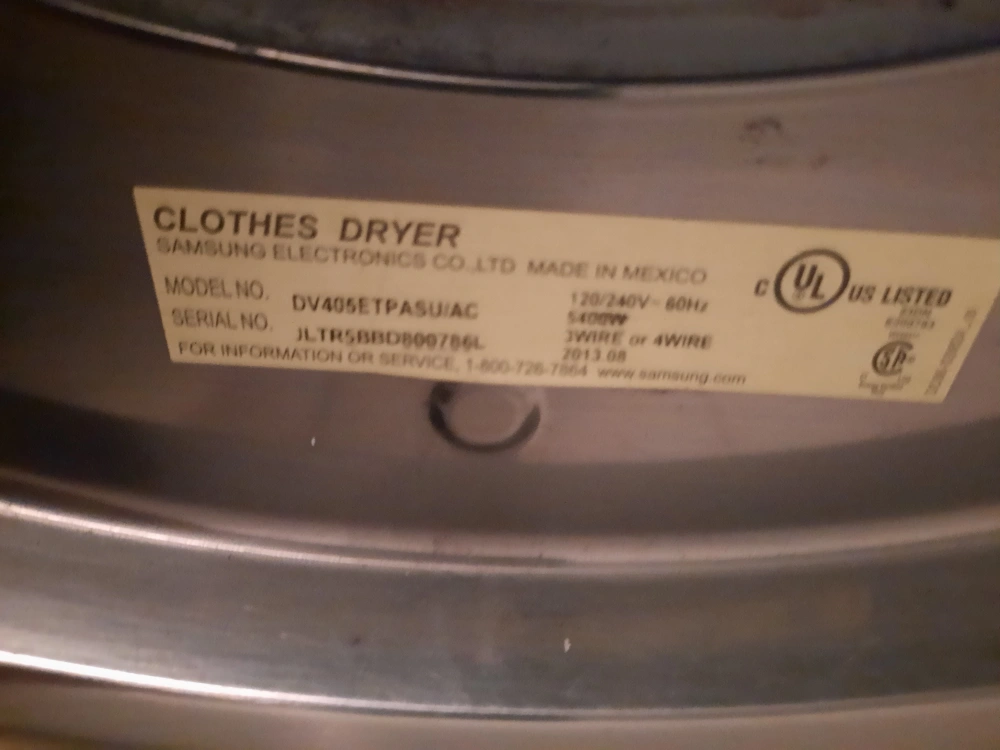 CLOTHES DRYER
SAMSUNG ELECTRONICS CO.,LTD MADE IN MEXICO
MODEL NO. DV405ETPASU/AC
SERIAL NO. JLTR5BBD800786L
120/240V~ 60Hz
5400W
3WIRE or 4WIRE
2013.08
FOR INFORMATION OR SERVICE, 1-800-726-7864 www.samsung.com
C UL US LISTED